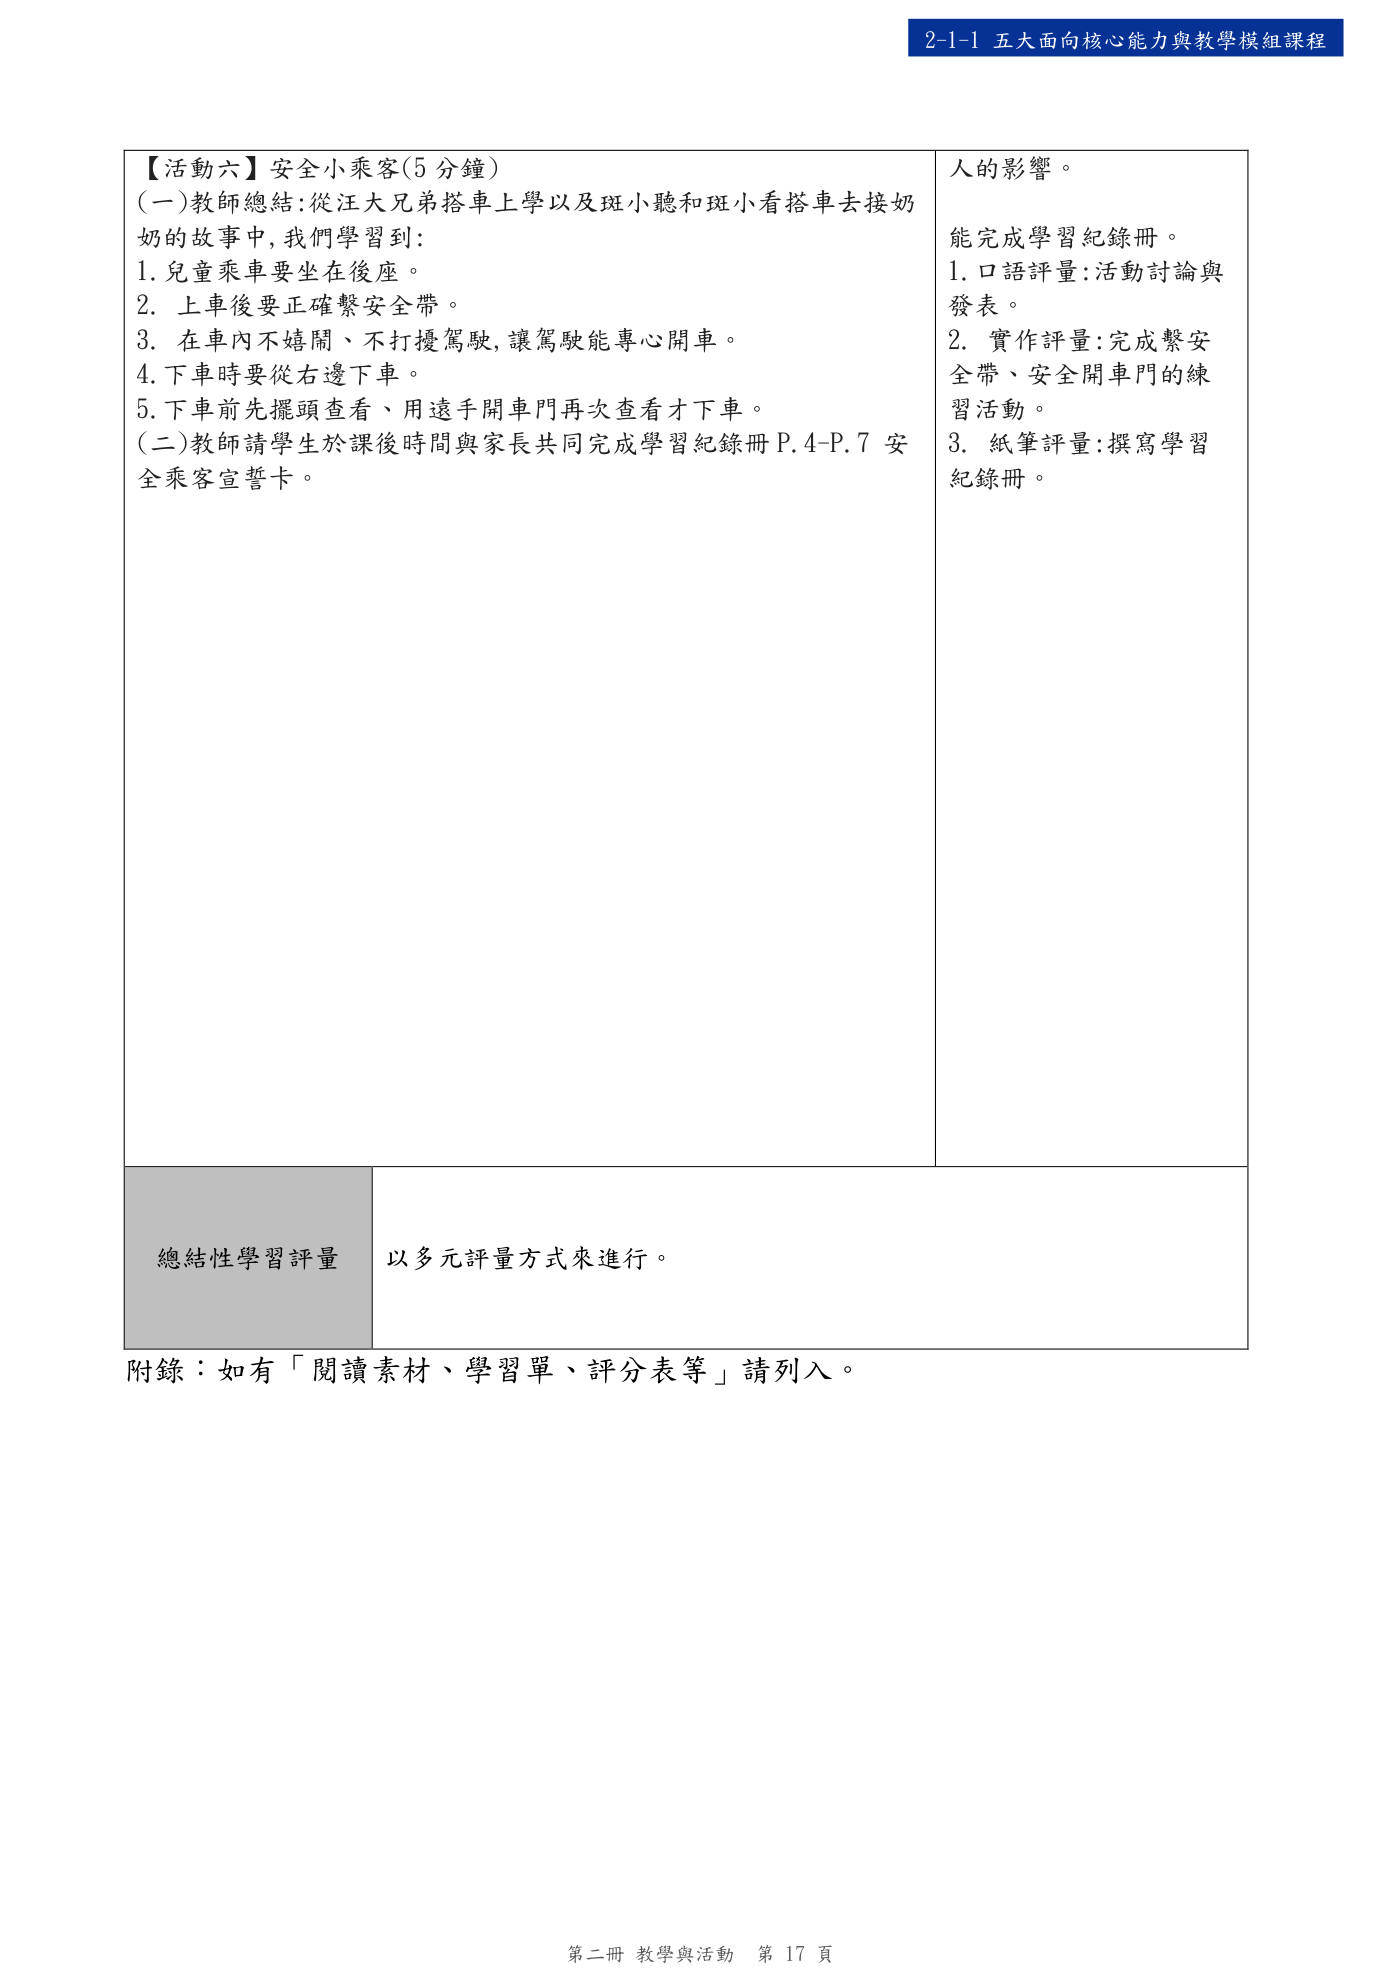 2-1-1 五大面向核心能力與教學模組課程
【活動六】安全小乘客(5 分鐘)
(一)教師總結:從汪大兄弟搭車上學以及斑小聽和斑小看搭車去接奶
奶的故事中,我們學習到:
1.兒童乘車要坐在後座。
2. 上車後要正確繫安全帶。
3. 在車內不嬉鬧、不打擾駕駛,讓駕駛能專心開車。
4.下車時要從右邊下車。
5.下車前先擺頭查看、用遠手開車門再次查看才下車。
(二)教師請學生於課後時間與家長共同完成學習紀錄冊 P.4-P.7 安
全乘客宣誓卡。
人的影響。
能完成學習紀錄冊。
1.口語評量:活動討論與
發表。
2. 實作評量:完成繫安
全帶、安全開車門的練
習活動。
3. 紙筆評量:撰寫學習
紀錄冊。
總結性學習評量
以多元評量方式來進行。
附錄：如有「閱讀素材、學習單、評分表等」請列入。
第二冊 教學與活動 第 17 頁